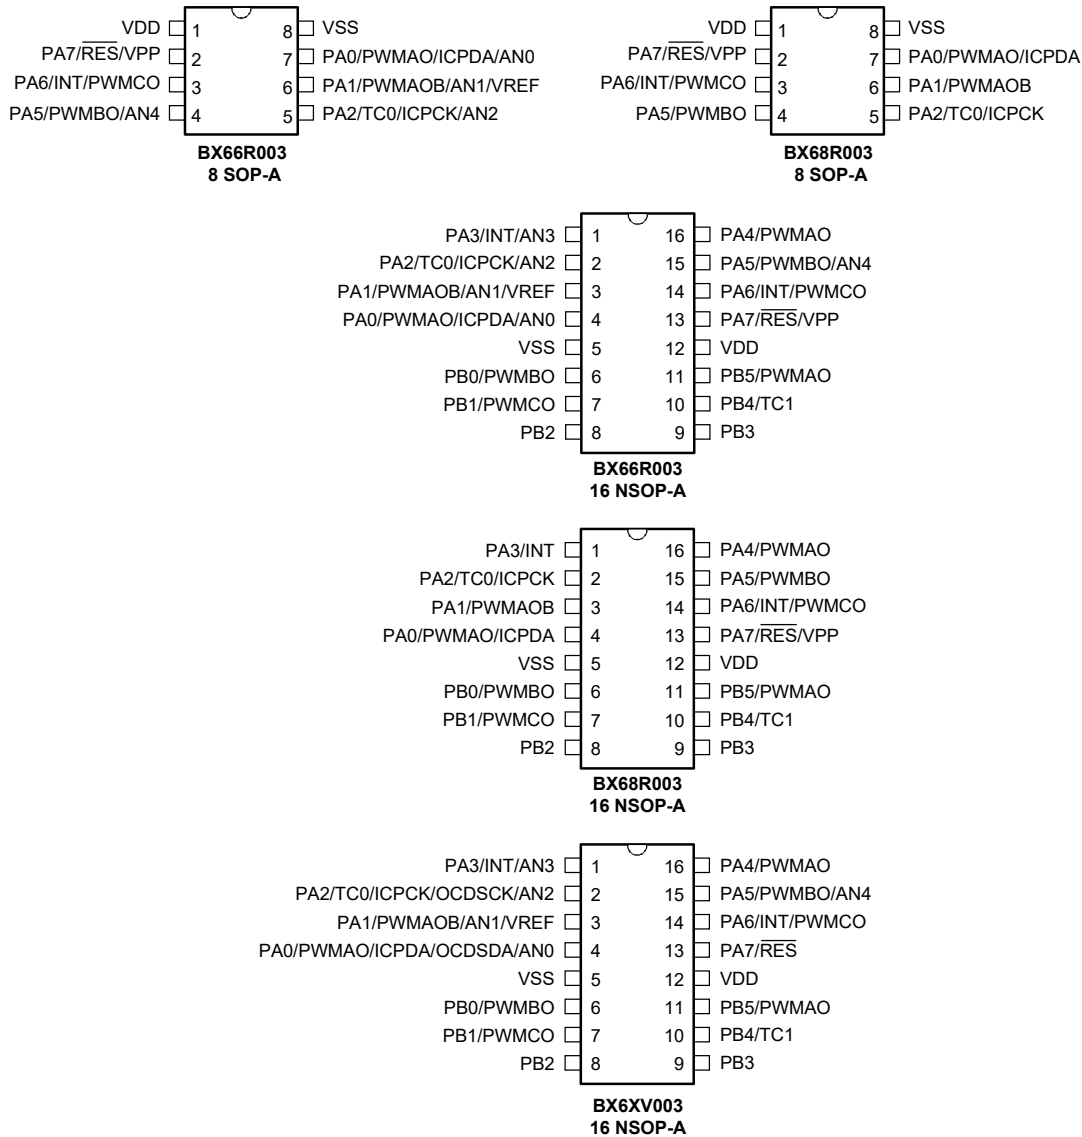 VDD 1 8 VSS
PA7/RES/VPP 2 7 PA0/PWMAO/ICPDA/AN0
PA6/INT/PWMCO 3 6 PA1/PWMAOB/AN1/VREF
PA5/PWMBO/AN4 4 5 PA2/TC0/ICPCK/AN2
BX66R003
8 SOP-A
VDD 1 8 VSS
PA7/RES/VPP 2 7 PA0/PWMAO/ICPDA
PA6/INT/PWMCO 3 6 PA1/PWMAOB
PA5/PWMBO 4 5 PA2/TC0/ICPCK
BX68R003
8 SOP-A
PA3/INT/AN3 1 16 PA4/PWMAO
PA2/TC0/ICPCK/AN2 2 15 PA5/PWMBO/AN4
PA1/PWMAOB/AN1/VREF 3 14 PA6/INT/PWMCO
PA0/PWMAO/ICPDA/AN0 4 13 PA7/RES/VPP
VSS 5 12 VDD
PB0/PWMBO 6 11 PB5/PWMAO
PB1/PWMCO 7 10 PB4/TC1
PB2 8 9 PB3
BX66R003
16 NSOP-A
PA3/INT 1 16 PA4/PWMAO
PA2/TC0/ICPCK 2 15 PA5/PWMBO
PA1/PWMAOB 3 14 PA6/INT/PWMCO
PA0/PWMAO/ICPDA 4 13 PA7/RES/VPP
VSS 5 12 VDD
PB0/PWMBO 6 11 PB5/PWMAO
PB1/PWMCO 7 10 PB4/TC1
PB2 8 9 PB3
BX68R003
16 NSOP-A
PA3/INT/AN3 1 16 PA4/PWMAO
PA2/TC0/ICPCK/OCDSCK/AN2 2 15 PA5/PWMBO/AN4
PA1/PWMAOB/AN1/VREF 3 14 PA6/INT/PWMCO
PA0/PWMAO/ICPDA/OCDSDA/AN0 4 13 PA7/RES
VSS 5 12 VDD
PB0/PWMBO 6 11 PB5/PWMAO
PB1/PWMCO 7 10 PB4/TC1
PB2 8 9 PB3
BX6XV003
16 NSOP-A